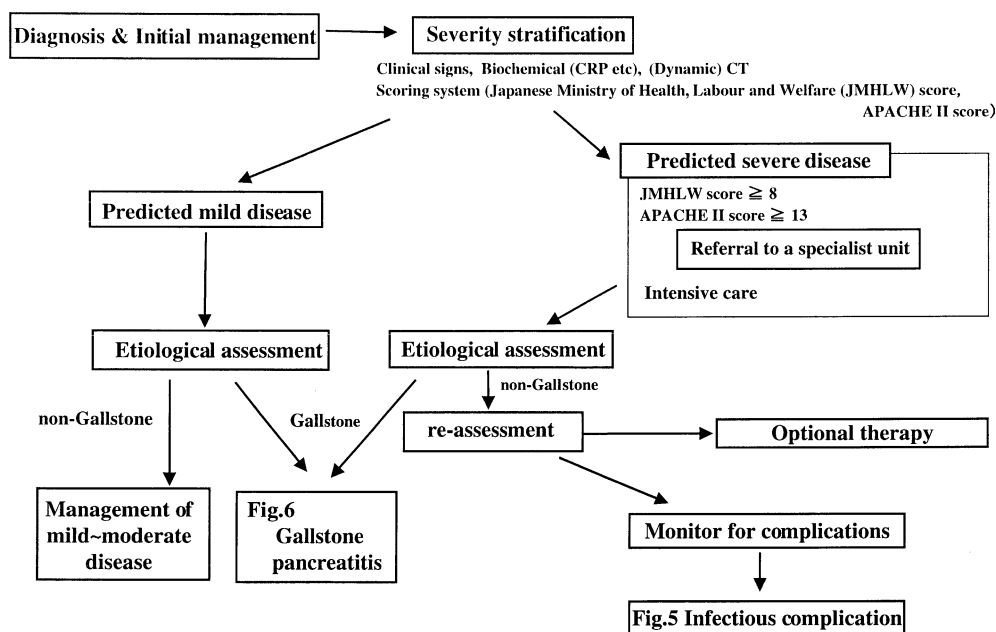 Diagnosis & Initial management
Severity stratification
Clinical signs, Biochemical (CRP etc), (Dynamic) CT
Scoring system (Japanese Ministry of Health, Labour and Welfare (JMHLW) score,
APACHE II score)
Predicted severe disease
JMHLW score ≧ 8
APACHE II score ≧ 13
Referral to a specialist unit
Intensive care
Predicted mild disease
Etiological assessment
Etiological assessment
non-Gallstone
Gallstone
non-Gallstone
re-assessment
Optional therapy
Management of
mild~moderate
disease
Fig.6
Gallstone
pancreatitis
Monitor for complications
Fig.5 Infectious complication